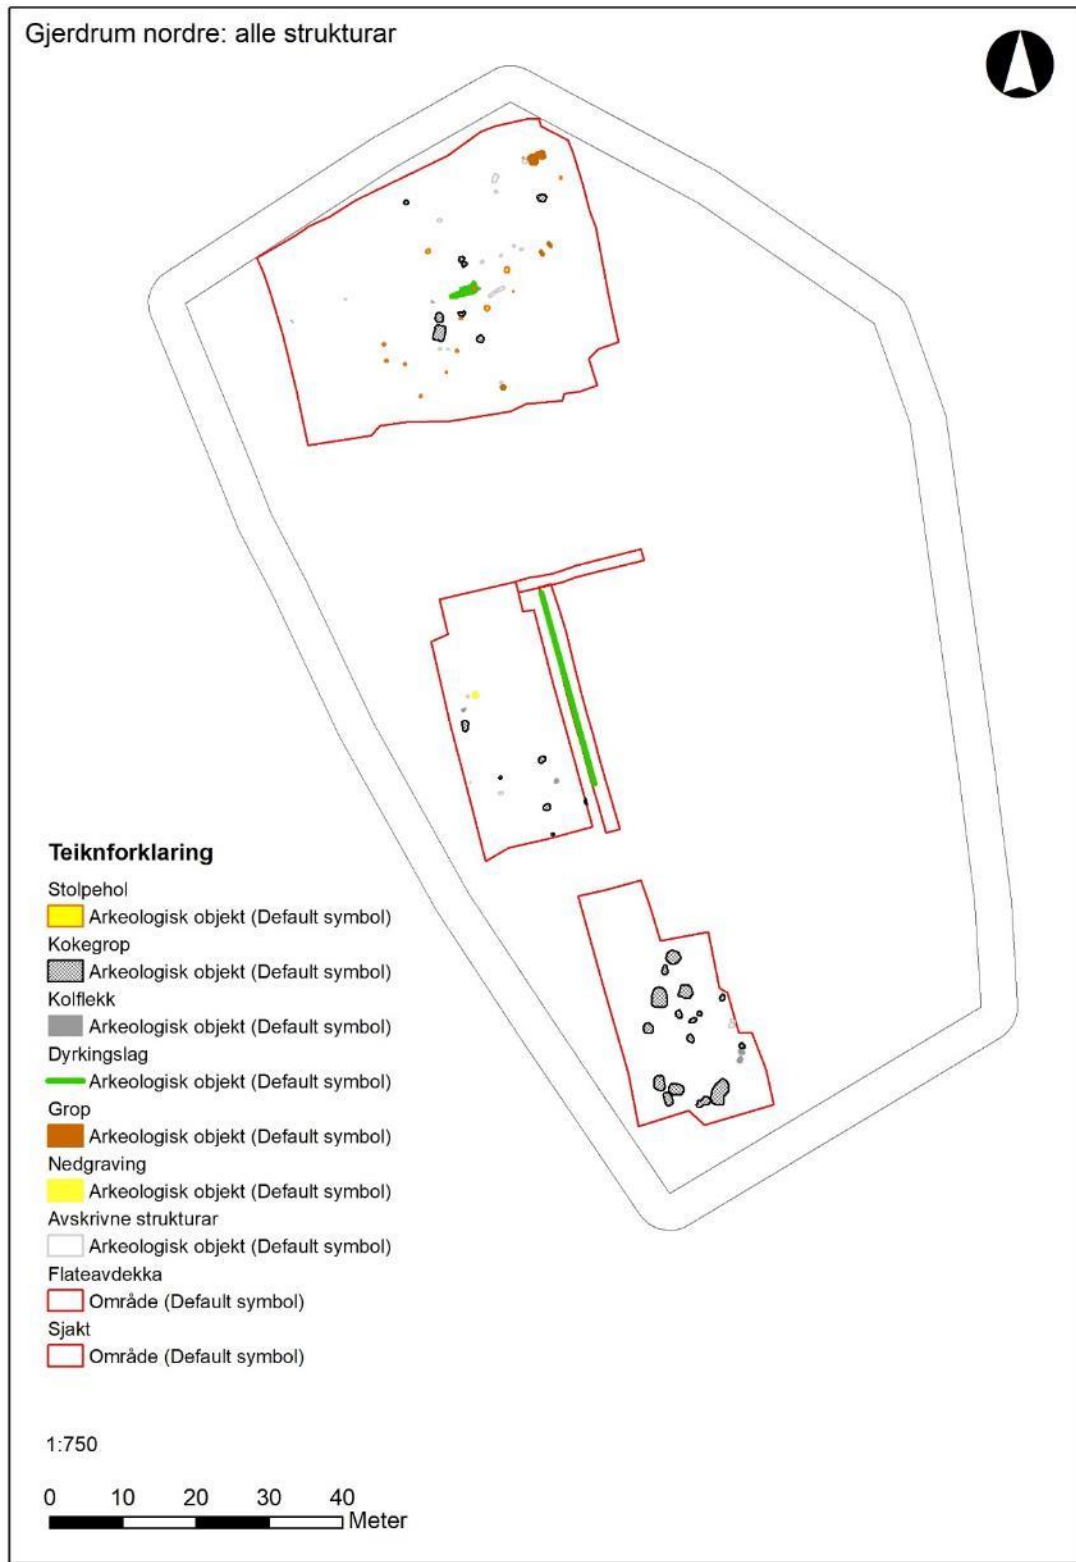 Gjerdrum nordre: alle strukturar
Teiknforklaring
Stolpehol
Arkeologisk objekt (Default symbol)
Kokegrop
Arkeologisk objekt (Default symbol)
Kolflekk
Arkeologisk objekt (Default symbol)
Dyrkingslag
Arkeologisk objekt (Default symbol)
Grop
Arkeologisk objekt (Default symbol)
Nedgraving
Arkeologisk objekt (Default symbol)
Avskrivne strukturar
Arkeologisk objekt (Default symbol)
Flateavdekka
Område (Default symbol)
Sjakt
Område (Default symbol)
1:750
0 10 20 30 40
Meter